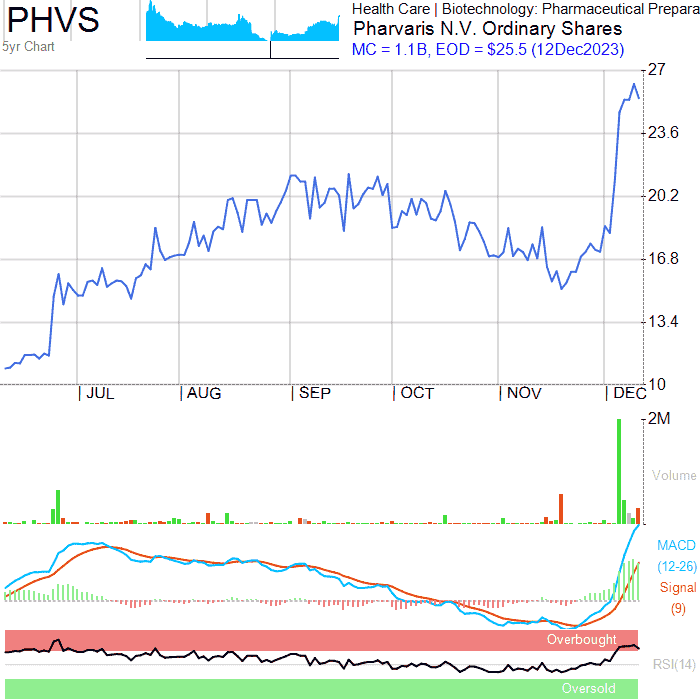 PHVS
5yr Chart
Health Care | Biotechnology: Pharmaceutical Prepara
Pharvaris N.V. Ordinary Shares
MC = 1.1B, EOD = $25.5 (12Dec2023)
27
23.6
20.2
16.8
13.4
10
| JUL | AUG | SEP | OCT | NOV | DEC
2M
Volume
MACD
(12-26)
Signal
(9)
Overbought
RSI(14)
Oversold